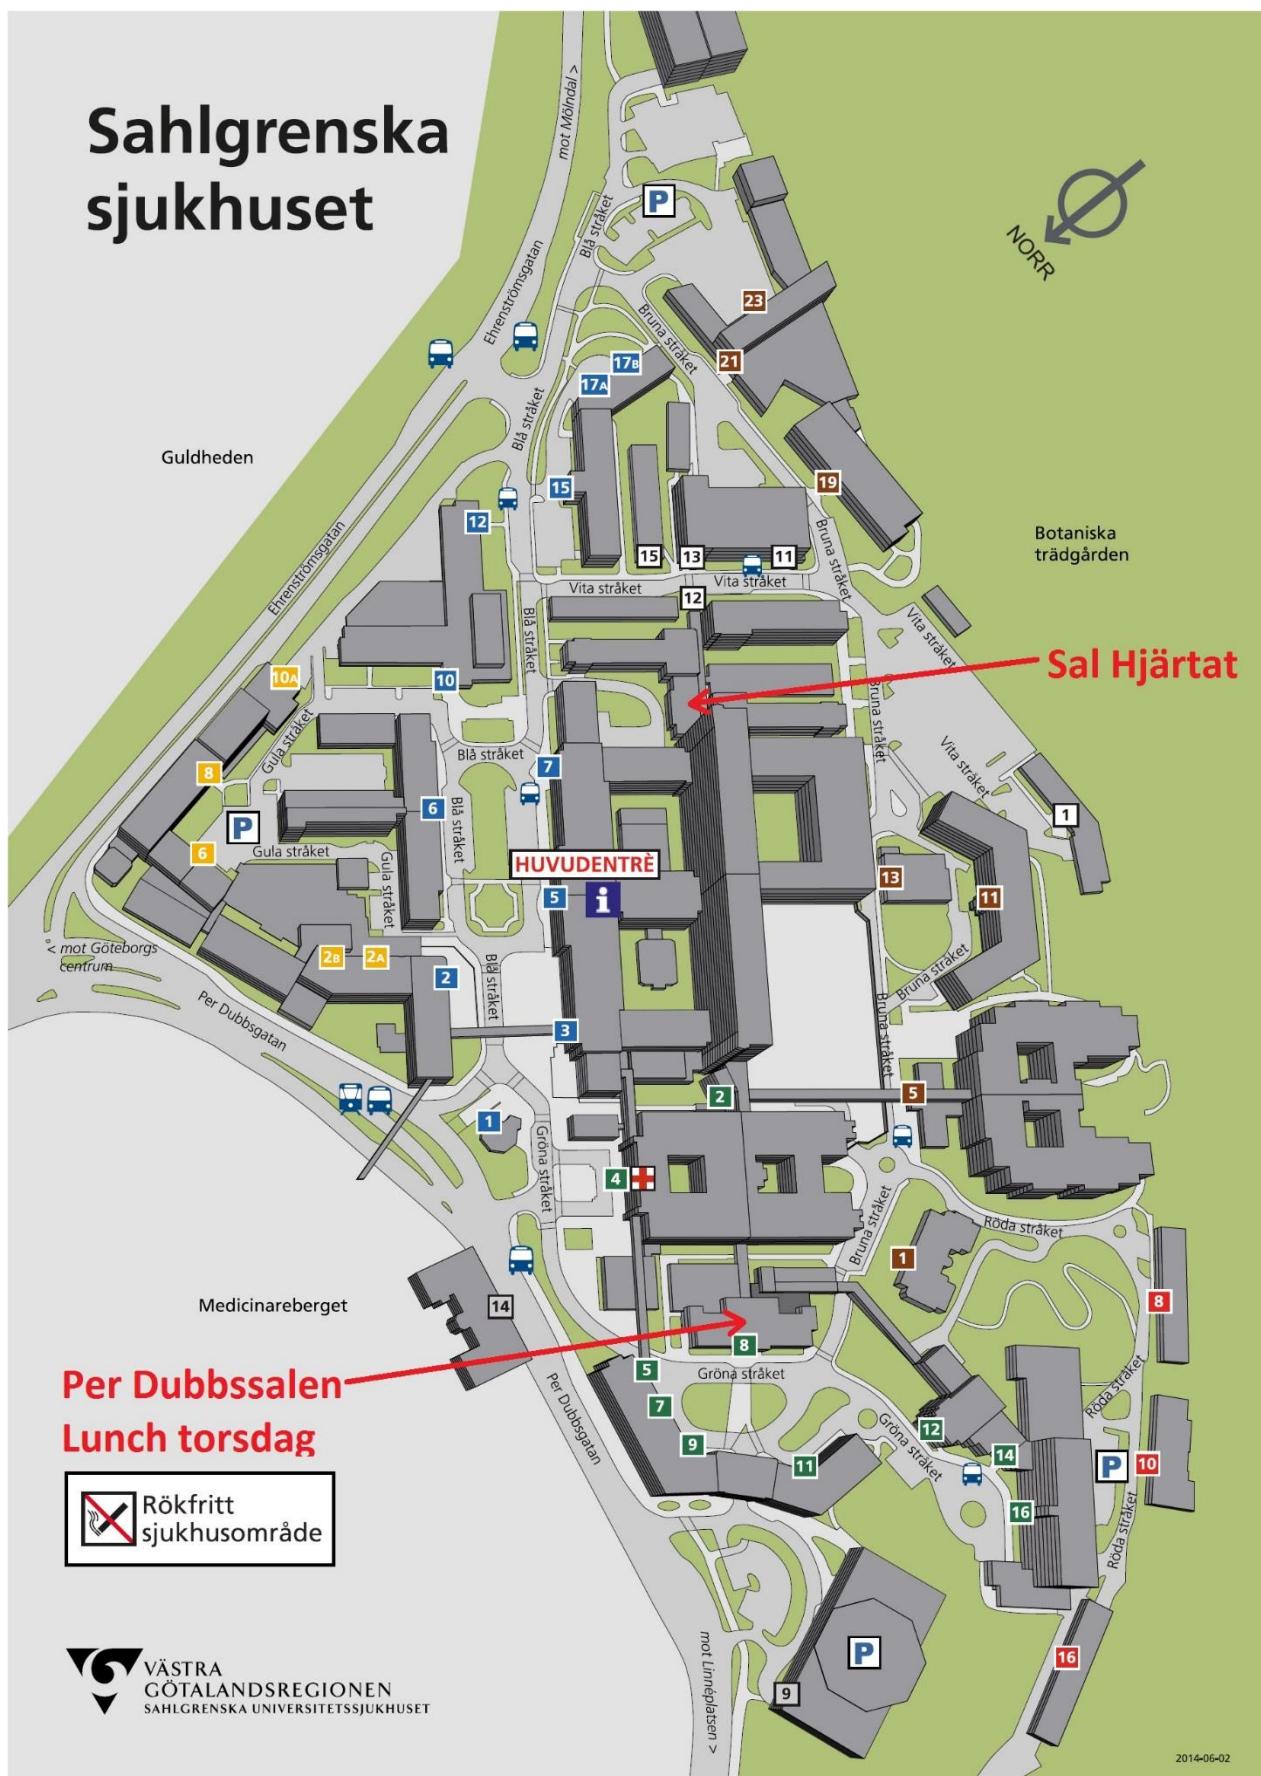 Sahlgrenska
sjukhuset
mot Mölndal >
P
Blå stråket
NORR
Ehrenströmsgatan
23
Bruna stråket
21
17B
17A
Blå stråket
Guldheden
15
19
12
Botaniska
trädgården
Bruna stråket
15
13
11
Vita stråket
Vita stråket
12
Ehrenströmsgatan
Blå stråket
Vita stråket
Sal Hjärtat
10A
10
Bruna stråket
Gula stråket
Blå stråket
Vita stråket
8
7
6
Blå stråket
P
1
6
Gula stråket
HUVUDENTRÈ
i
Gula stråket
13
5
11
< mot Göteborgs
centrum
2B
2A
2
Blå stråket
Bruna stråket
Bruna stråket
Per Dubbsgatan
3
2
5
1
Gröna stråket
4
Bruna stråket
Röda stråket
1
Medicinareberget
14
8
8
Per Dubbssalen
Lunch torsdag
5
Gröna stråket
Röda stråket
7
Per Dubbsgatan
9
11
Gröna stråket
12
14
P
10
16
Röda stråket
Rökfritt
sjukhusområde
mot Linnéplatsen >
P
16
9
VÄSTRA
GÖTALANDSREGIONEN
SAHLGRENSKA UNIVERSITETSSJUKHUSET
2014-06-02